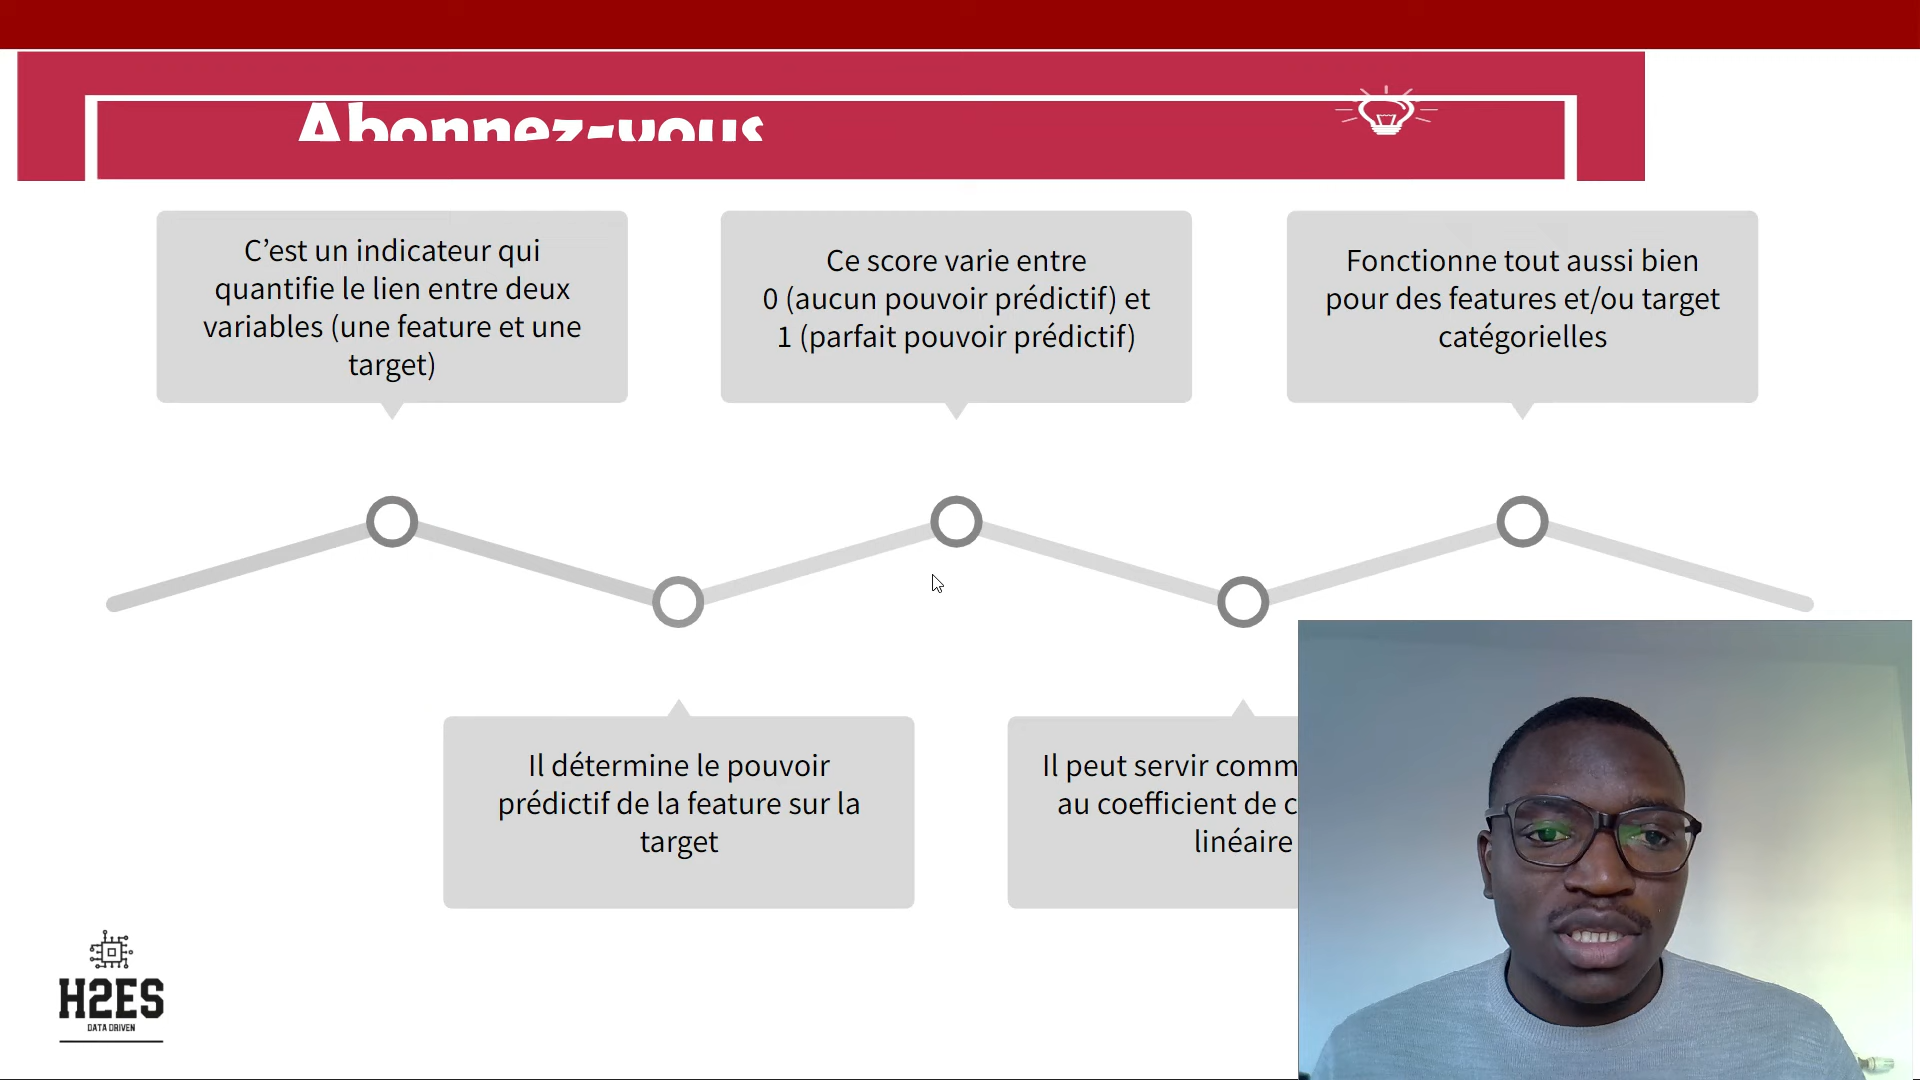 Abonnez-vous
C’est un indicateur qui
quantifie le lien entre deux
variables (une feature et une
target)
Ce score varie entre
0 (aucun pouvoir prédictif) et
1 (parfait pouvoir prédictif)
Fonctionne tout aussi bien
pour des features et/ou target
catégorielles
Il détermine le pouvoir
prédictif de la feature sur la
target
Il peut servir
au coefficient de
linéaire
H2ES
DATA DRIVEN